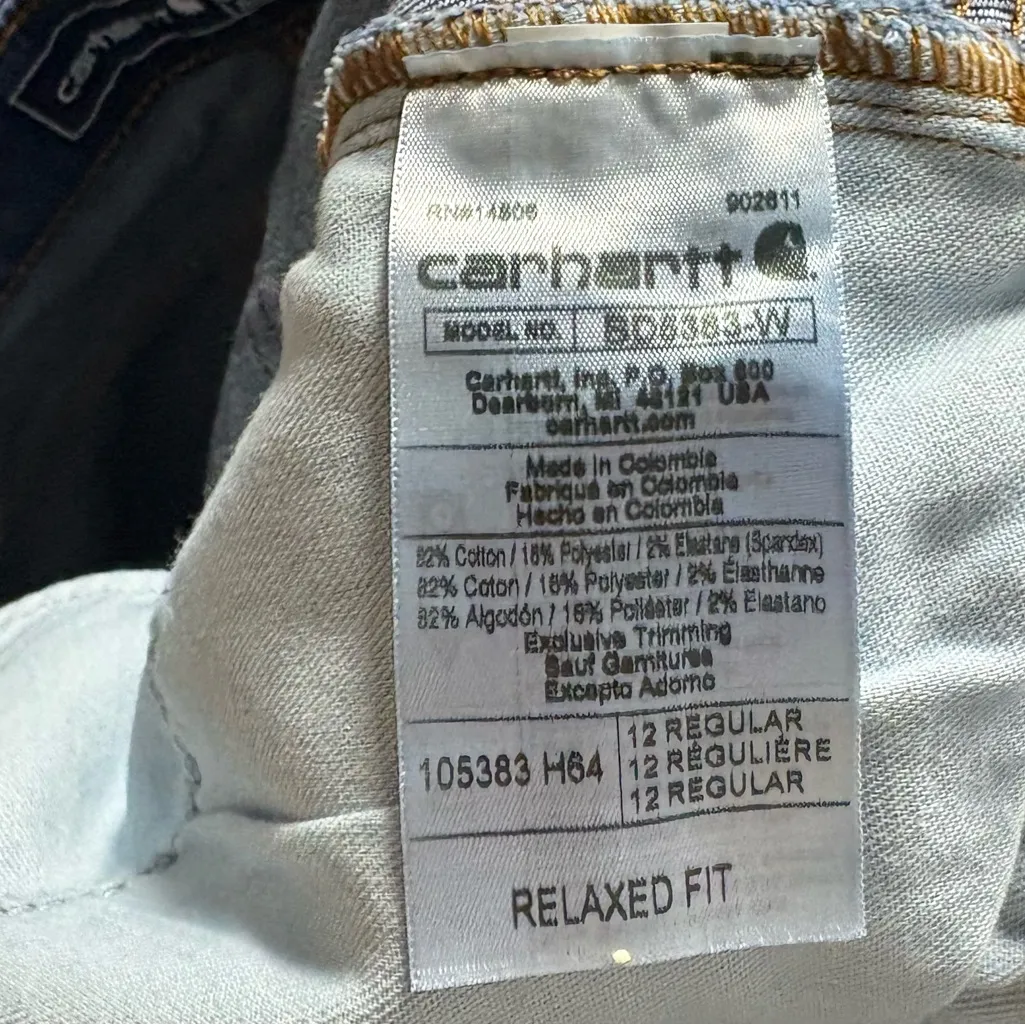 RN#14806 902811
carhartt
MODEL NO. BD5383-W
Carhartt, Inc. P.O. Box 600
Dearborn, MI 48121 USA
carhartt.com
Made in Colombia
Fabriqué en Colombia
Hecho en Colombia
82% Cotton / 16% Polyester / 2% Elastane (Spandex)
82% Coton / 16% Polyester / 2% Élasthanne
82% Algodón / 16% Poliéster / 2% Elastano
Exclusive Trimming
Sauf Garnitures
Excepto Adorno
105383 H64
12 REGULAR
12 RÉGULIÈRE
12 REGULAR
RELAXED FIT